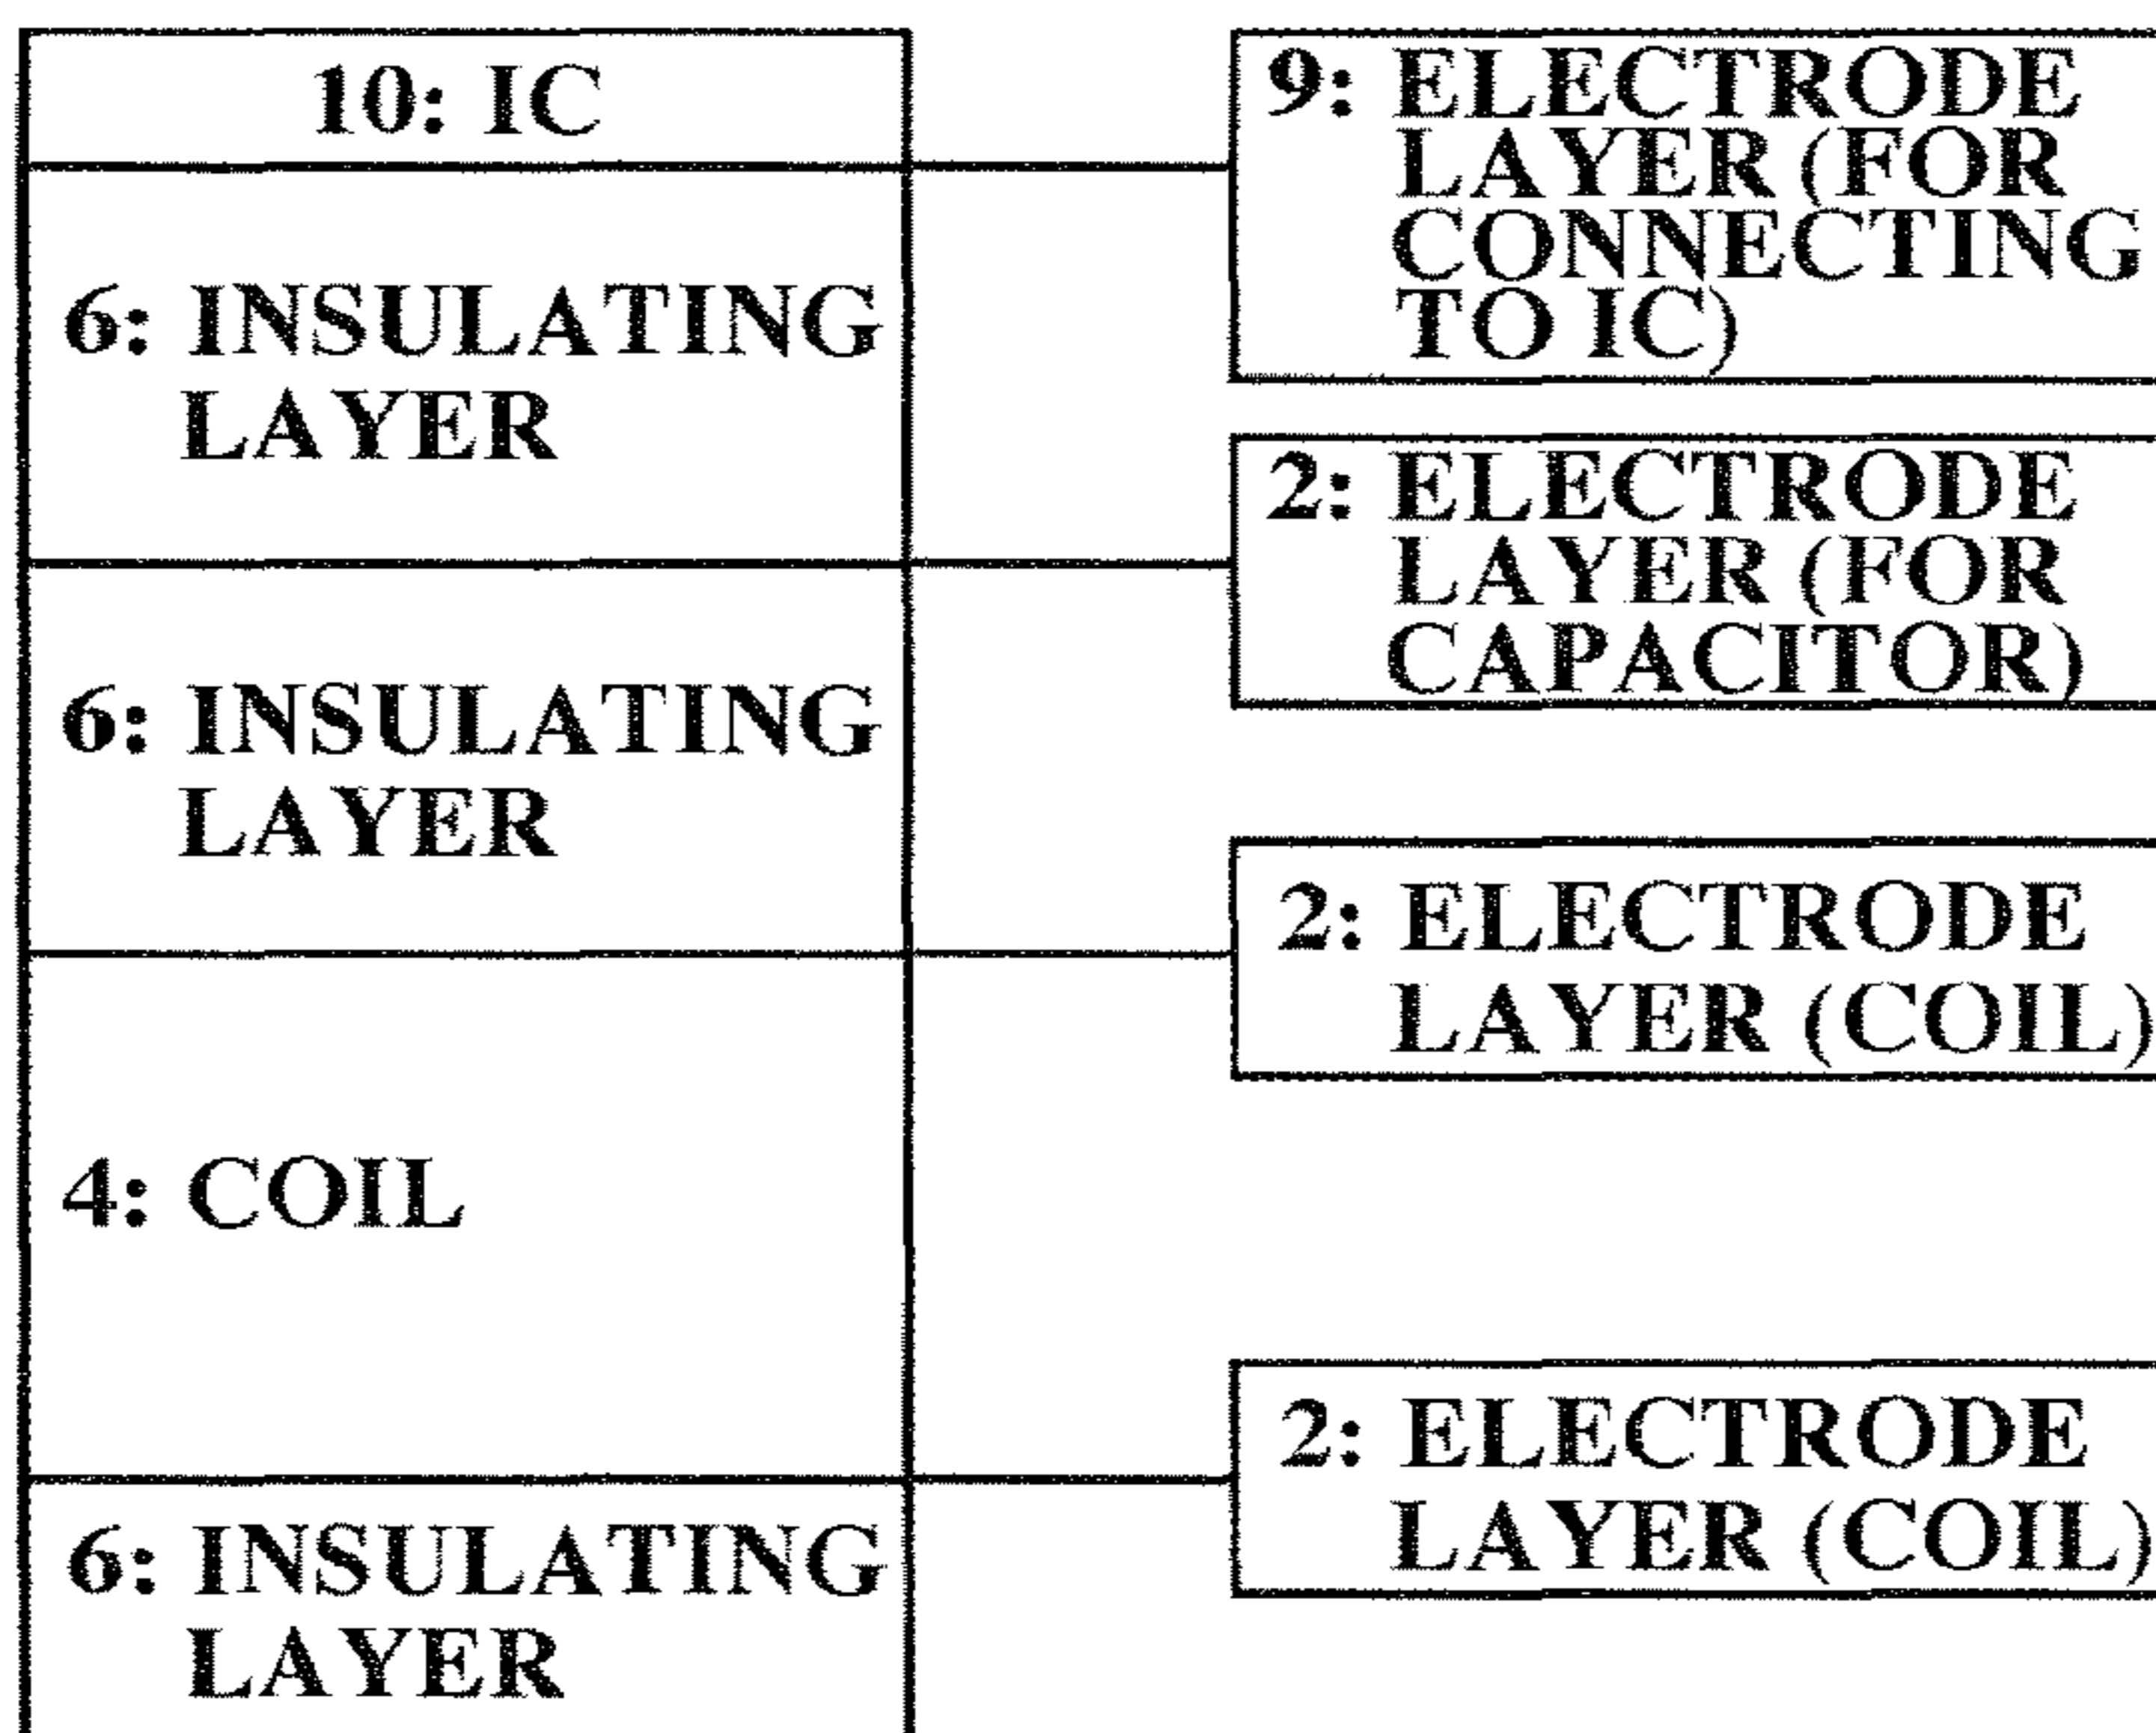 10: IC
6: INSULATING
LAYER
6: INSULATING
LAYER
4: COIL
6: INSULATING
LAYER
9: ELECTRODE
LAYER (FOR
CONNECTING
TO IC)
2: ELECTRODE
LAYER (FOR
CAPACITOR)
2: ELECTRODE
LAYER (COIL)
2: ELECTRODE
LAYER (COIL)